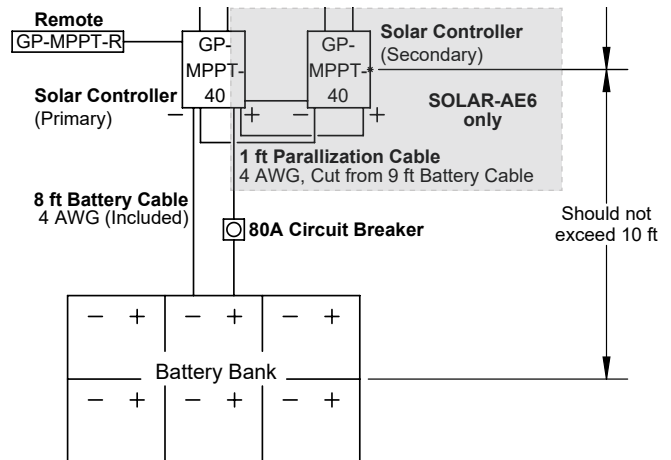 Remote
GP-MPPT-R
GP-
MPPT-
40
GP-
MPPT-*
40
Solar Controller
(Secondary)
Solar Controller
(Primary)
− + − +
SOLAR-AE6
only
1 ft Parallization Cable
4 AWG, Cut from 9 ft Battery Cable
8 ft Battery Cable
4 AWG (Included)
80A Circuit Breaker
Should not
exceed 10 ft
− + − + − +
Battery Bank
− + − + − +